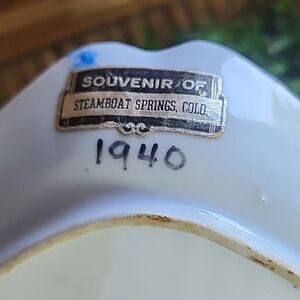 SOUVENIR OF
STEAMBOAT SPRINGS, COLO.
1940